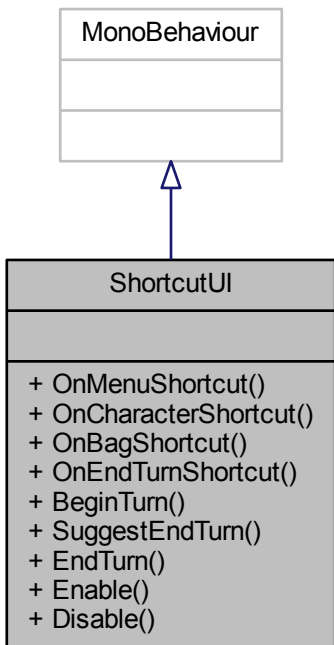 MonoBehaviour
ShortcutUI
+ OnMenuShortcut()
+ OnCharacterShortcut()
+ OnBagShortcut()
+ OnEndTurnShortcut()
+ BeginTurn()
+ SuggestEndTurn()
+ EndTurn()
+ Enable()
+ Disable()